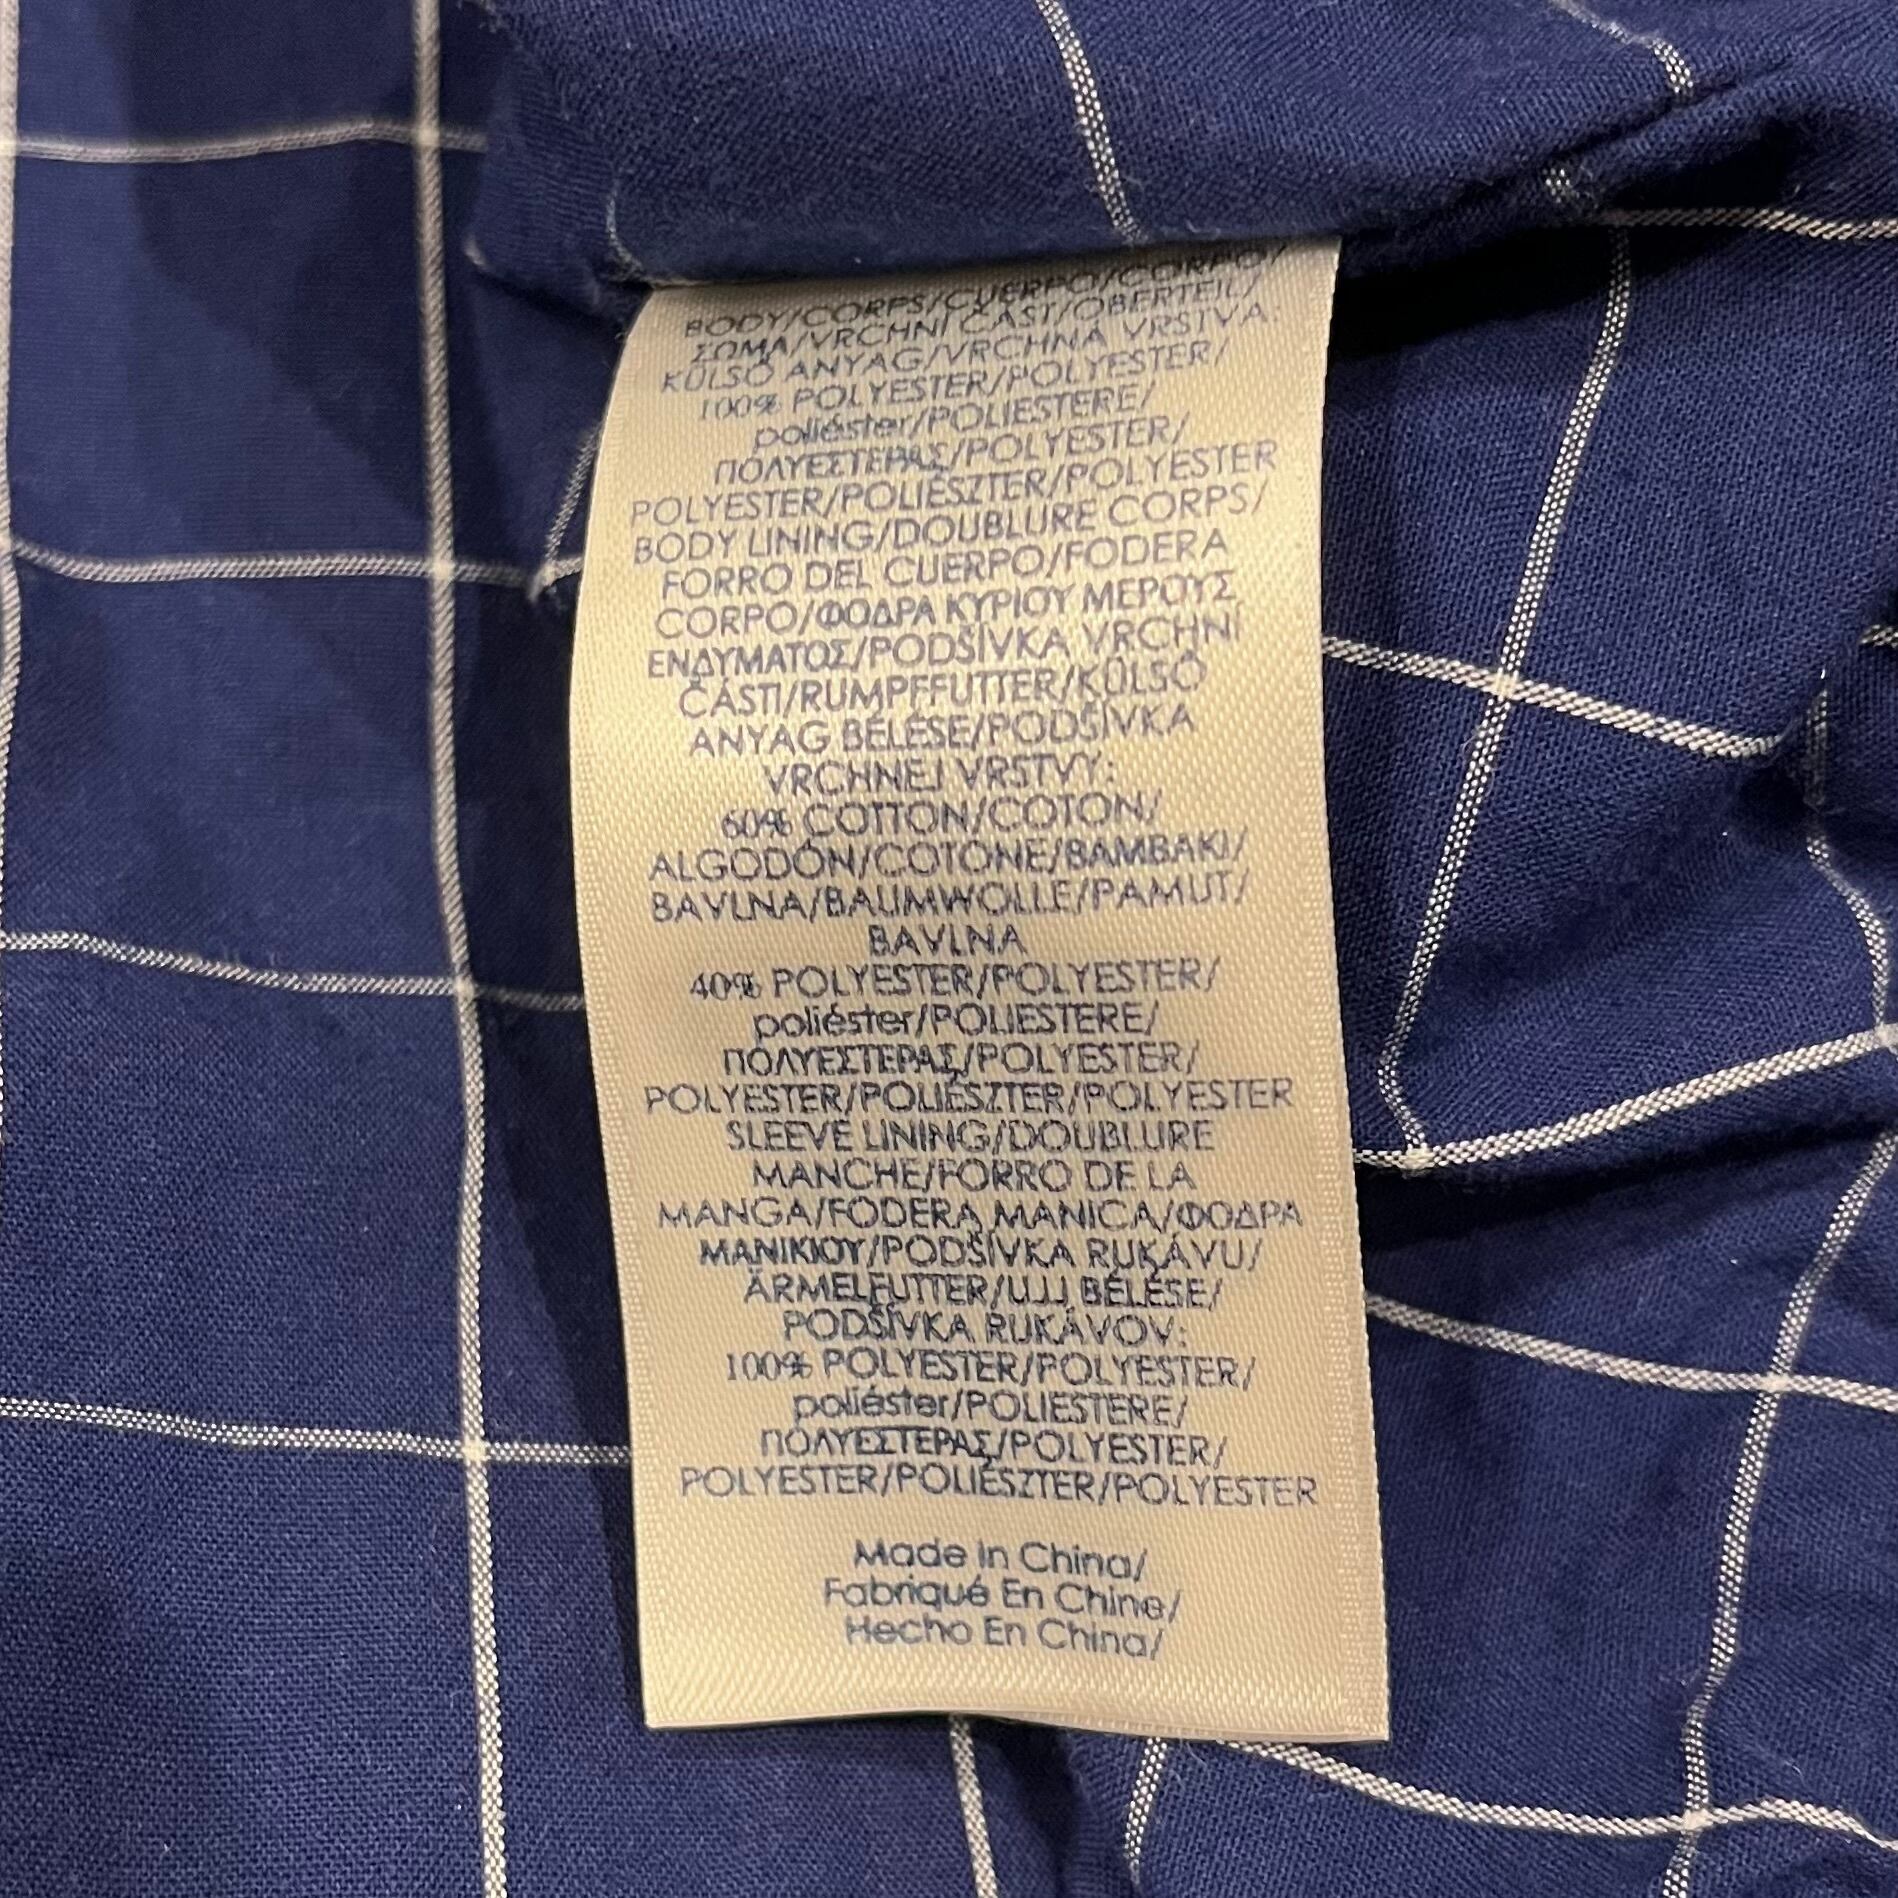 BODY/CORPS/CUERPO/CORPO/
ΣΩΜΑ/VRCHNÍ ČÁST/OBERTEIL/
KÜLSŐ ANYAG/VRCHNÁ VRSTVA:
100% POLYESTER/POLYESTER/
poliéster/POLIESTERE/
ΠΟΛΥΕΣΤΕΡΑΣ/POLYESTER/
POLYESTER/POLIÉSZTER/POLYESTER
BODY LINING/DOUBLURE CORPS/
FORRO DEL CUERPO/FODERA
CORPO/ΦΟΔΡΑ ΚΥΡΙΟΥ ΜΕΡΟΥΣ
ΕΝΔΥΜΑΤΟΣ/PODŠÍVKA VRCHNÍ
ČÁSTI/RUMPFFUTTER/KÜLSŐ
ANYAG BÉLÉSE/PODŠÍVKA
VRCHNEJ VRSTVY:
60% COTTON/COTON/
ALGODÓN/COTONE/BAMBAKI/
BAVLNA/BAUMWOLLE/PAMUT/
BAVLNA
40% POLYESTER/POLYESTER/
poliéster/POLIESTERE/
ΠΟΛΥΕΣΤΕΡΑΣ/POLYESTER/
POLYESTER/POLIÉSZTER/POLYESTER
SLEEVE LINING/DOUBLURE
MANCHE/FORRO DE LA
MANGA/FODERA MANICA/ΦΟΔΡΑ
ΜΑΝΙΚΙΟΥ/PODŠÍVKA RUKÁVU/
ÄRMELFUTTER/UJJ BÉLÉSE/
PODŠÍVKA RUKÁVOV:
100% POLYESTER/POLYESTER/
poliéster/POLIESTERE/
ΠΟΛΥΕΣΤΕΡΑΣ/POLYESTER/
POLYESTER/POLIÉSZTER/POLYESTER
Made In China/
Fabriqué En Chine/
Hecho En China/